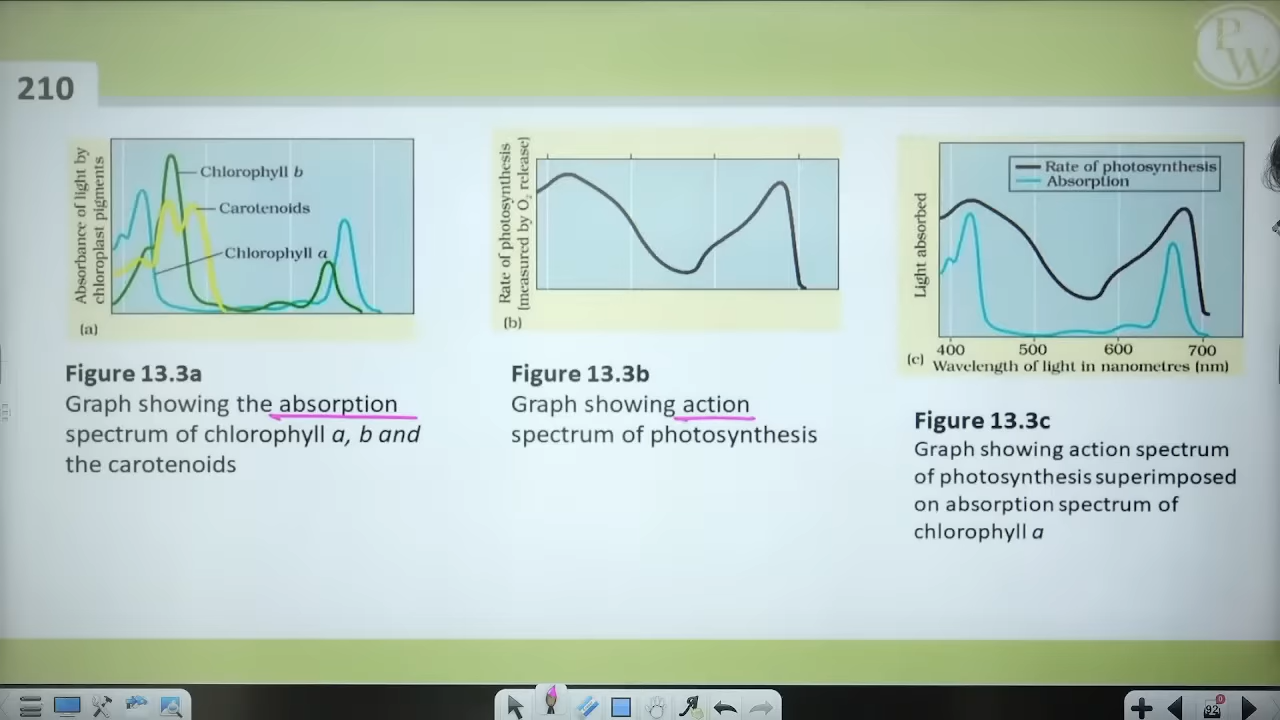 PW
210
Absorbance of light by
chloroplast pigments
Chlorophyll b
Carotenoids
Chlorophyll a
(a)
Figure 13.3a
Graph showing the absorption
spectrum of chlorophyll a, b and
the carotenoids
Rate of photosynthesis
(measured by O2 release)
(b)
Figure 13.3b
Graph showing action
spectrum of photosynthesis
Light absorbed
Rate of photosynthesis
Absorption
400 500 600 700
(c) Wavelength of light in nanometres (nm)
Figure 13.3c
Graph showing action spectrum
of photosynthesis superimposed
on absorption spectrum of
chlorophyll a
92